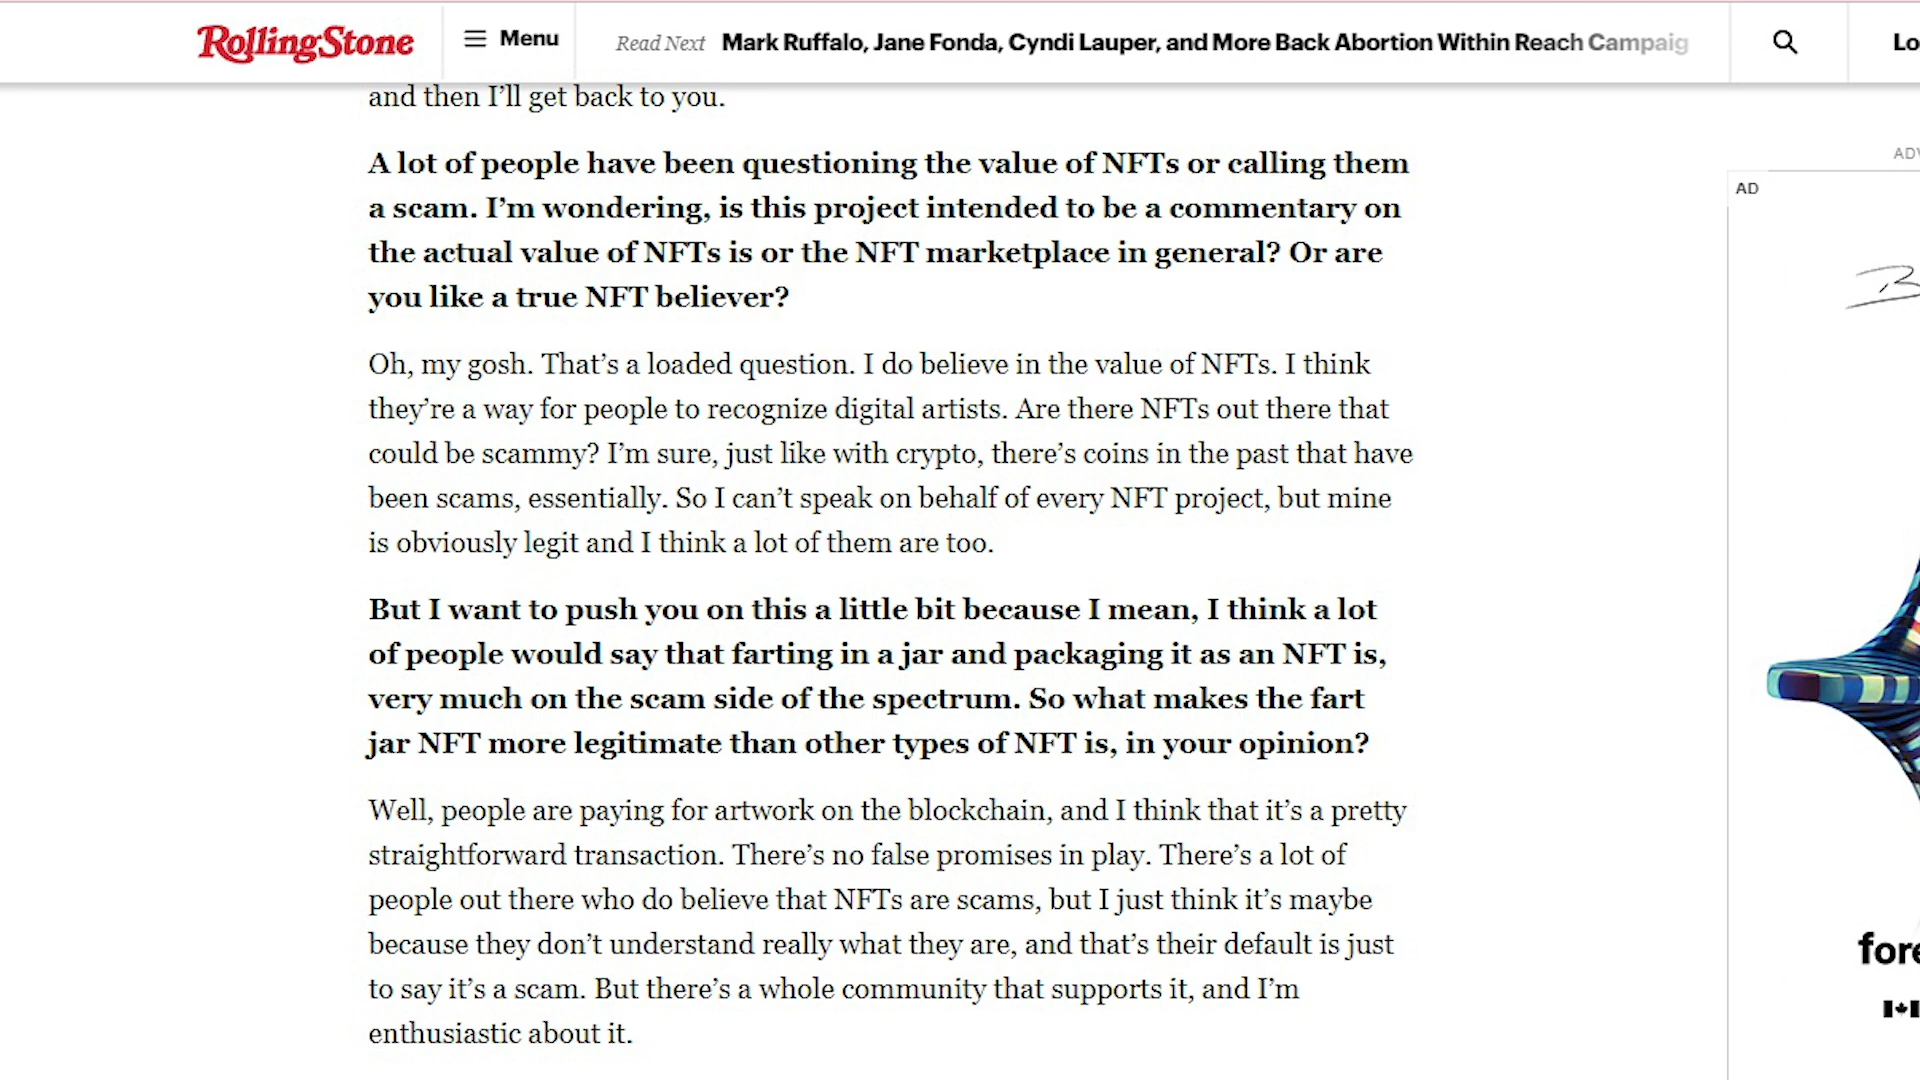 RollingStone
Menu
Read Next Mark Ruffalo, Jane Fonda, Cyndi Lauper, and More Back Abortion Within Reach Campaig
Lo
and then I’ll get back to you.
A lot of people have been questioning the value of NFTs or calling them
a scam. I’m wondering, is this project intended to be a commentary on
the actual value of NFTs is or the NFT marketplace in general? Or are
you like a true NFT believer?
Oh, my gosh. That’s a loaded question. I do believe in the value of NFTs. I think
they’re a way for people to recognize digital artists. Are there NFTs out there that
could be scammy? I’m sure, just like with crypto, there’s coins in the past that have
been scams, essentially. So I can’t speak on behalf of every NFT project, but mine
is obviously legit and I think a lot of them are too.
But I want to push you on this a little bit because I mean, I think a lot
of people would say that farting in a jar and packaging it as an NFT is,
very much on the scam side of the spectrum. So what makes the fart
jar NFT more legitimate than other types of NFT is, in your opinion?
Well, people are paying for artwork on the blockchain, and I think that it’s a pretty
straightforward transaction. There’s no false promises in play. There’s a lot of
people out there who do believe that NFTs are scams, but I just think it’s maybe
because they don’t understand really what they are, and that’s their default is just
to say it’s a scam. But there’s a whole community that supports it, and I’m
enthusiastic about it.
ADV
AD
B
fore